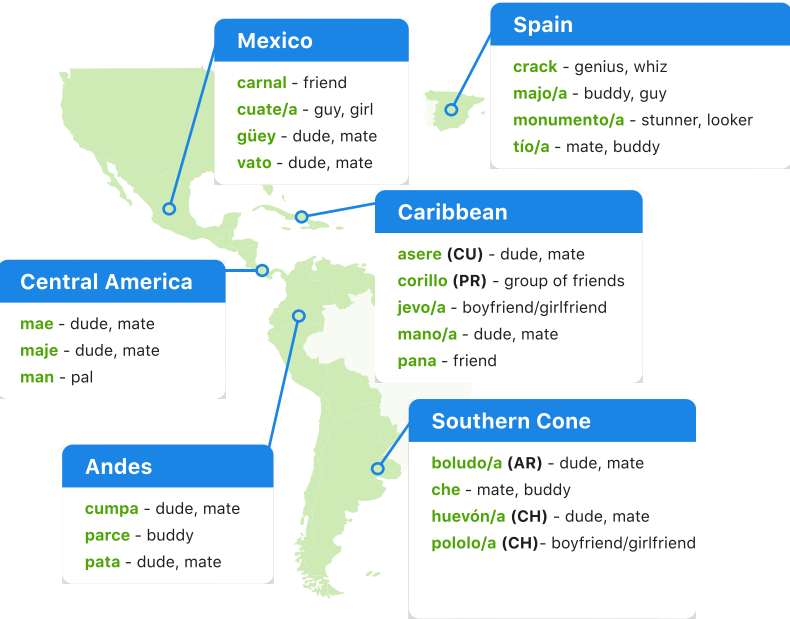 Mexico
carnal - friend
cuate/a - guy, girl
güey - dude, mate
vato - dude, mate
Spain
crack - genius, whiz
majo/a - buddy, guy
monumento/a - stunner, looker
tío/a - mate, buddy
Caribbean
asere (CU) - dude, mate
corillo (PR) - group of friends
jevo/a - boyfriend/girlfriend
mano/a - dude, mate
pana - friend
Central America
mae - dude, mate
maje - dude, mate
man - pal
Southern Cone
boludo/a (AR) - dude, mate
che - mate, buddy
huevón/a (CH) - dude, mate
pololo/a (CH)- boyfriend/girlfriend
Andes
cumpa - dude, mate
parce - buddy
pata - dude, mate